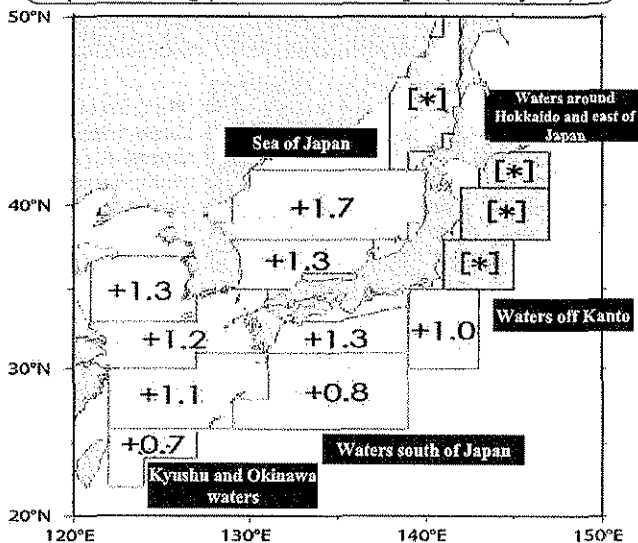 50°N
[*]
Waters around
Hokkaido and east of
Japan
Sea of Japan
[*]
40°N
+1.7
[*]
+1.3
[*]
+1.3
Waters off Kanto
+1.2
+1.3
+1.0
30°N
+1.1
+0.8
+0.7
Waters south of Japan
Kyushu and Okinawa
waters
20°N
120°E
130°E
140°E
150°E